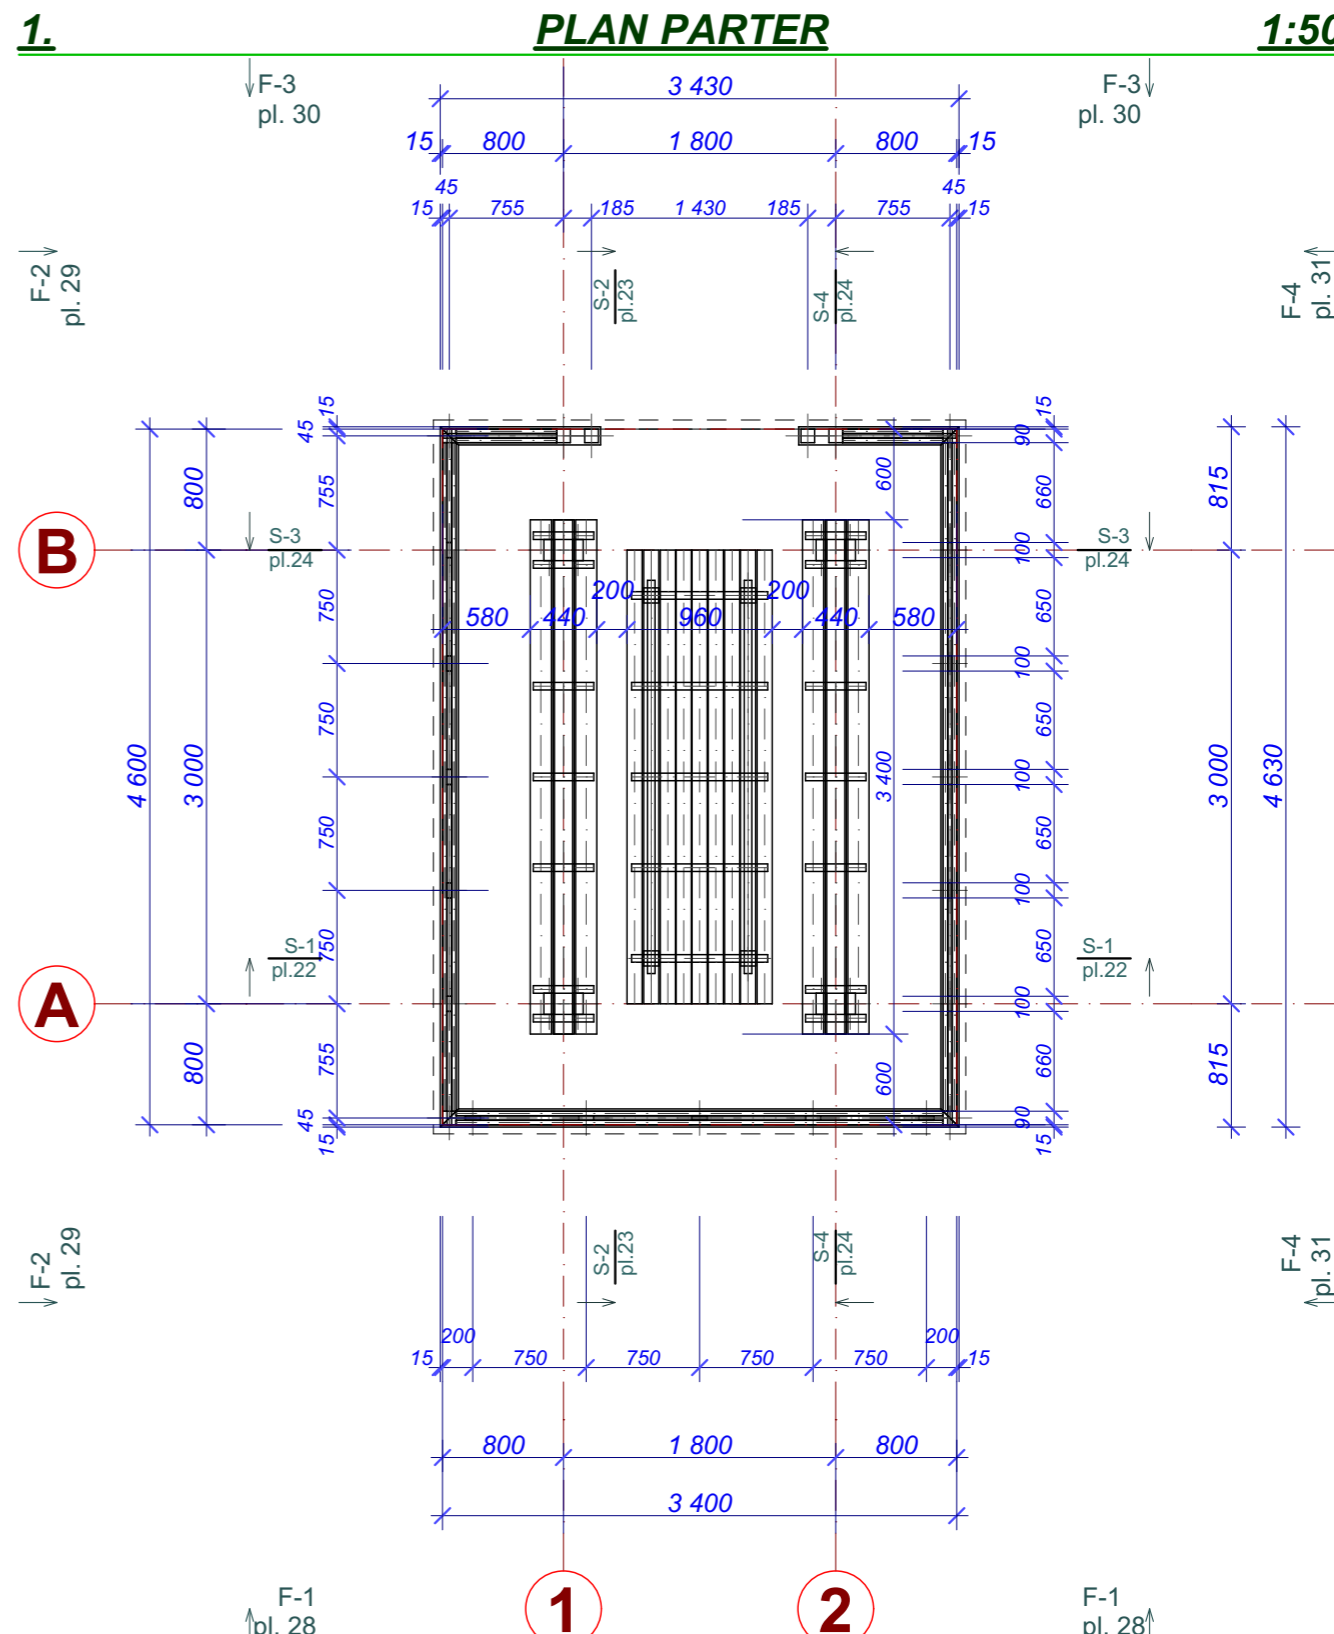 1. PLAN PARTER 1:50
F-3 F-3
pl. 30 pl. 30
3 430
15 800 1 800 800 15
45 45
15 755 185 1 430 185 755 15
F-2
pl. 29
S-2
pl.23
S-4
pl.24
F-4
pl. 31
15
45
755
750
750
750
750
755
45
15
800
3 000
800
4 600
15
90
660
100
650
100
650
100
650
100
650
100
660
90
15
815
3 000
815
4 630
600
3 400
600
B
S-3
pl.24
S-3
pl.24
200 200
580 440 960 440 580
S-1
pl.22
S-1
pl.22
A
F-2
pl. 29
S-2
pl.23
S-4
pl.24
F-4
pl. 31
200 200
15 750 750 750 750 15
800 1 800 800
3 400
F-1 1 2 F-1
pl. 28 pl. 28